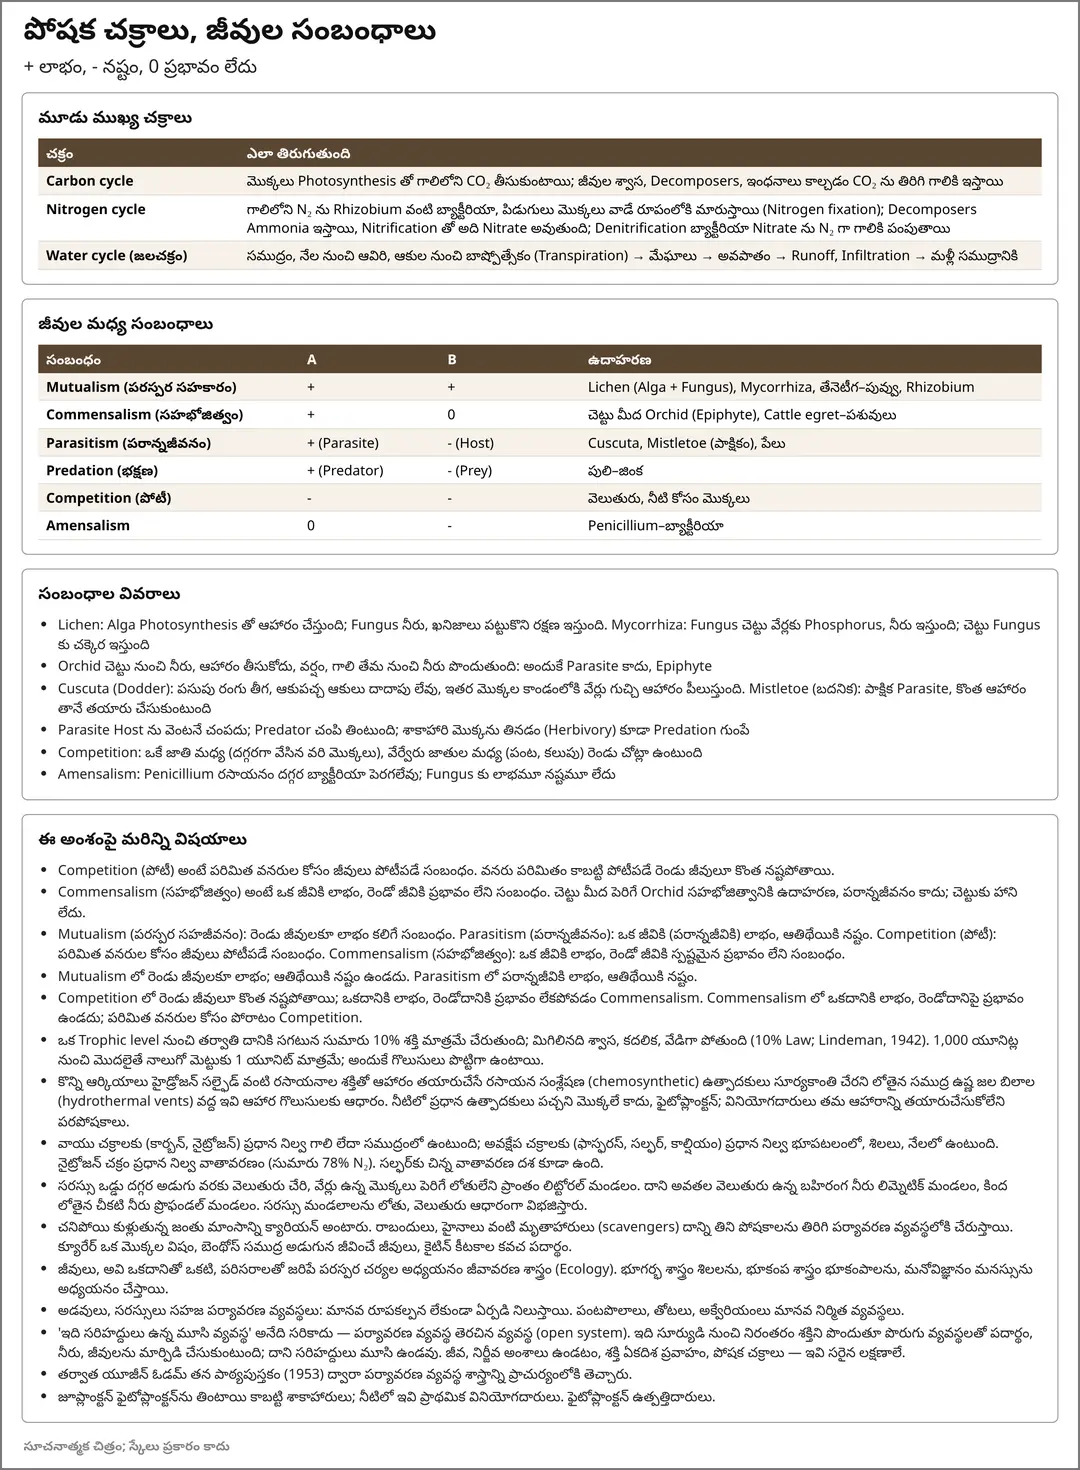 పోషక చక్రాలు, జీవుల సంబంధాలు
+ లాభం, - నష్టం, 0 ప్రభావం లేదు
మూడు ముఖ్య చక్రాలు
చక్రం ఎలా తిరుగుతుంది
Carbon cycle మొక్కలు Photosynthesis తో గాలిలోని CO₂ తీసుకుంటాయి; జీవుల శ్వాస, Decomposers, ఇంధనాలు కాల్చడం CO₂ ను తిరిగి గాలికి ఇస్తాయి
Nitrogen cycle గాలిలోని N₂ ను Rhizobium వంటి బ్యాక్టీరియా, పిడుగులు మొక్కలు వాడే రూపంలోకి మారుస్తాయి (Nitrogen fixation); Decomposers
Ammonia ఇస్తాయి, Nitrification తో అది Nitrate అవుతుంది; Denitrification బ్యాక్టీరియా Nitrate ను N₂ గా గాలికి పంపుతాయి
Water cycle (జలచక్రం) సముద్రం, నేల నుంచి ఆవిరి, ఆకుల నుంచి బాష్పోత్సేకం (Transpiration) → మేఘాలు → అవపాతం → Runoff, Infiltration → మళ్లీ సముద్రానికి
జీవుల మధ్య సంబంధాలు
సంబంధం A B ఉదాహరణ
Mutualism (పరస్పర సహకారం) + + Lichen (Alga + Fungus), Mycorrhiza, తేనెటీగ–పువ్వు, Rhizobium
Commensalism (సహభోజిత్వం) + 0 చెట్టు మీద Orchid (Epiphyte), Cattle egret–పశువులు
Parasitism (పరాన్నజీవనం) + (Parasite) - (Host) Cuscuta, Mistletoe (పాక్షికం), పేలు
Predation (భక్షణ) + (Predator) - (Prey) పులి–జింక
Competition (పోటీ) - - వెలుతురు, నీటి కోసం మొక్కలు
Amensalism 0 - Penicillium–బ్యాక్టీరియా
సంబంధాల వివరాలు
• Lichen: Alga Photosynthesis తో ఆహారం చేస్తుంది; Fungus నీరు, ఖనిజాలు పట్టుకొని రక్షణ ఇస్తుంది. Mycorrhiza: Fungus చెట్టు వేర్లకు Phosphorus, నీరు ఇస్తుంది; చెట్టు Fungus
కు చక్కెర ఇస్తుంది
• Orchid చెట్టు నుంచి నీరు, ఆహారం తీసుకోదు, వర్షం, గాలి తేమ నుంచి నీరు పొందుతుంది: అందుకే Parasite కాదు, Epiphyte
• Cuscuta (Dodder): పసుపు రంగు తీగ, ఆకుపచ్చ ఆకులు దాదాపు లేవు, ఇతర మొక్కల కాండంలోకి వేర్లు గుచ్చి ఆహారం పీలుస్తుంది. Mistletoe (బదనిక): పాక్షిక Parasite, కొంత ఆహారం
తానే తయారు చేసుకుంటుంది
• Parasite Host ను వెంటనే చంపదు; Predator చంపి తింటుంది; శాకాహారి మొక్కను తినడం (Herbivory) కూడా Predation గుంపే
• Competition: ఒకే జాతి మధ్య (దగ్గరగా వేసిన వరి మొక్కలు), వేర్వేరు జాతుల మధ్య (పంట, కలుపు) రెండు చోట్లా ఉంటుంది
• Amensalism: Penicillium రసాయనం దగ్గర బ్యాక్టీరియా పెరగలేవు; Fungus కు లాభమూ నష్టమూ లేదు
ఈ అంశంపై మరిన్ని విషయాలు
• Competition (పోటీ) అంటే పరిమిత వనరుల కోసం జీవులు పోటీపడే సంబంధం. వనరు పరిమితం కాబట్టి పోటీపడే రెండు జీవులూ కొంత నష్టపోతాయి.
• Commensalism (సహభోజిత్వం) అంటే ఒక జీవికి లాభం, రెండో జీవికి ప్రభావం లేని సంబంధం. చెట్టు మీద పెరిగే Orchid సహభోజిత్వానికి ఉదాహరణ, పరాన్నజీవనం కాదు; చెట్టుకు హాని
లేదు.
• Mutualism (పరస్పర సహజీవనం): రెండు జీవులకూ లాభం కలిగే సంబంధం. Parasitism (పరాన్నజీవనం): ఒక జీవికి (పరాన్నజీవికి) లాభం, ఆతిథేయికి నష్టం. Competition (పోటీ):
పరిమిత వనరుల కోసం జీవులు పోటీపడే సంబంధం. Commensalism (సహభోజిత్వం): ఒక జీవికి లాభం, రెండో జీవికి స్పష్టమైన ప్రభావం లేని సంబంధం.
• Mutualism లో రెండు జీవులకూ లాభం; ఆతిథేయికి నష్టం ఉండదు. Parasitism లో పరాన్నజీవికి లాభం, ఆతిథేయికి నష్టం.
• Competition లో రెండు జీవులూ కొంత నష్టపోతాయి; ఒకదానికి లాభం, రెండోదానికి ప్రభావం లేకపోవడం Commensalism. Commensalism లో ఒకదానికి లాభం, రెండోదానిపై ప్రభావం
ఉండదు; పరిమిత వనరుల కోసం పోరాటం Competition.
• ఒక Trophic level నుంచి తర్వాతి దానికి సగటున సుమారు 10% శక్తి మాత్రమే చేరుతుంది; మిగిలినది శ్వాస, కదలిక, వేడిగా పోతుంది (10% Law; Lindeman, 1942). 1,000 యూనిట్ల
నుంచి మొదలైతే నాలుగో మెట్టుకు 1 యూనిట్ మాత్రమే; అందుకే గొలుసులు పొట్టిగా ఉంటాయి.
• కొన్ని ఆర్కియాలు హైడ్రోజన్ సల్ఫైడ్ వంటి రసాయనాల శక్తితో ఆహారం తయారుచేసే రసాయన సంశ్లేషణ (chemosynthetic) ఉత్పాదకులు సూర్యకాంతి చేరని లోతైన సముద్ర ఉష్ణ జల బిలాల
(hydrothermal vents) వద్ద ఇవి ఆహార గొలుసులకు ఆధారం. నీటిలో ప్రధాన ఉత్పాదకులు పచ్చని మొక్కలే కాదు, ఫైటోప్లాంక్టన్; వినియోగదారులు తమ ఆహారాన్ని తయారుచేసుకోలేని
పరపోషకాలు.
• వాయు చక్రాలకు (కార్బన్, నైట్రోజన్) ప్రధాన నిల్వ గాలి లేదా సముద్రంలో ఉంటుంది; అవక్షేప చక్రాలకు (ఫాస్ఫరస్, సల్ఫర్, కాల్షియం) ప్రధాన నిల్వ భూపటలంలో, శిలలు, నేలలో ఉంటుంది.
నైట్రోజన్ చక్రం ప్రధాన నిల్వ వాతావరణం (సుమారు 78% N₂). సల్ఫర్‌కు చిన్న వాతావరణ దశ కూడా ఉంది.
• సరస్సు ఒడ్డు దగ్గర అడుగు వరకు వెలుతురు చేరి, వేర్లు ఉన్న మొక్కలు పెరిగే లోతులేని ప్రాంతం లిట్టోరల్ మండలం. దాని అవతల వెలుతురు ఉన్న బహిరంగ నీరు లిమ్నెటిక్ మండలం, కింద
లోతైన చీకటి నీరు ప్రొఫండల్ మండలం. సరస్సు మండలాలను లోతు, వెలుతురు ఆధారంగా విభజిస్తారు.
• చనిపోయి కుళ్లుతున్న జంతు మాంసాన్ని క్యారియన్ అంటారు. రాబందులు, హైనాలు వంటి మృతాహారులు (scavengers) దాన్ని తిని పోషకాలను తిరిగి పర్యావరణ వ్యవస్థలోకి చేరుస్తాయి.
క్యూరేర్ ఒక మొక్కల విషం, బెంథోస్ సముద్ర అడుగున జీవించే జీవులు, కైటిన్ కీటకాల కవచ పదార్థం.
• జీవులు, అవి ఒకదానితో ఒకటి, పరిసరాలతో జరిపే పరస్పర చర్యల అధ్యయనం జీవావరణ శాస్త్రం (Ecology). భూగర్భ శాస్త్రం శిలలను, భూకంప శాస్త్రం భూకంపాలను, మనోవిజ్ఞానం మనస్సును
అధ్యయనం చేస్తాయి.
• అడవులు, సరస్సులు సహజ పర్యావరణ వ్యవస్థలు: మానవ రూపకల్పన లేకుండా ఏర్పడి నిలుస్తాయి. పంటపొలాలు, తోటలు, అక్వేరియంలు మానవ నిర్మిత వ్యవస్థలు.
• 'ఇది సరిహద్దులు ఉన్న మూసి వ్యవస్థ' అనేది సరికాదు — పర్యావరణ వ్యవస్థ తెరచిన వ్యవస్థ (open system). ఇది సూర్యుడి నుంచి నిరంతరం శక్తిని పొందుతూ పొరుగు వ్యవస్థలతో పదార్థం,
నీరు, జీవులను మార్పిడి చేసుకుంటుంది; దాని సరిహద్దులు మూసి ఉండవు. జీవ, నిర్జీవ అంశాలు ఉండటం, శక్తి ఏకదిశ ప్రవాహం, పోషక చక్రాలు — ఇవి సరైన లక్షణాలే.
• తర్వాత యూజీన్ ఓడమ్ తన పాఠ్యపుస్తకం (1953) ద్వారా పర్యావరణ వ్యవస్థ శాస్త్రాన్ని ప్రాచుర్యంలోకి తెచ్చారు.
• జూప్లాంక్టన్ ఫైటోప్లాంక్టన్‌ను తింటాయి కాబట్టి శాకాహారులు; నీటిలో ఇవి ప్రాథమిక వినియోగదారులు. ఫైటోప్లాంక్టన్ ఉత్పత్తిదారులు.
సూచనాత్మక చిత్రం; స్కేలు ప్రకారం కాదు